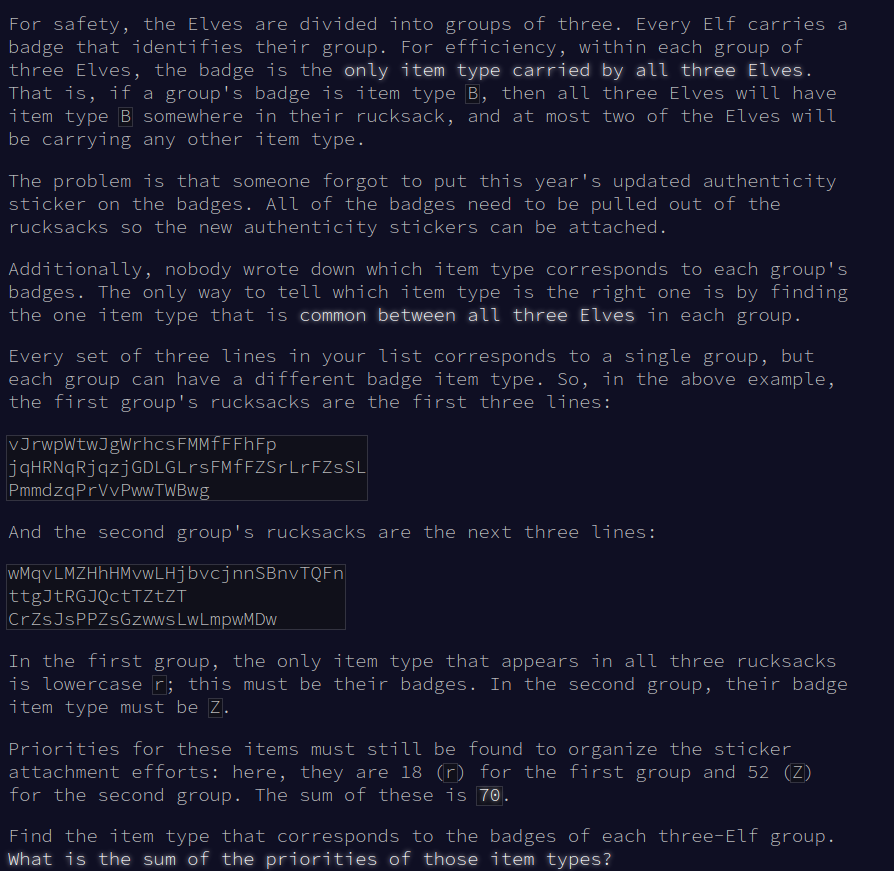 For safety, the Elves are divided into groups of three. Every Elf carries a
badge that identifies their group. For efficiency, within each group of
three Elves, the badge is the only item type carried by all three Elves.
That is, if a group's badge is item type B, then all three Elves will have
item type B somewhere in their rucksack, and at most two of the Elves will
be carrying any other item type.
The problem is that someone forgot to put this year's updated authenticity
sticker on the badges. All of the badges need to be pulled out of the
rucksacks so the new authenticity stickers can be attached.
Additionally, nobody wrote down which item type corresponds to each group's
badges. The only way to tell which item type is the right one is by finding
the one item type that is common between all three Elves in each group.
Every set of three lines in your list corresponds to a single group, but
each group can have a different badge item type. So, in the above example,
the first group's rucksacks are the first three lines:
vJrwpWtwJgWrhcsFMMfFFhFp
jqHRNqRjqzjGDLGLrsFMfFZSrLrFZsSL
PmmdzqPrVvPwwTWBwg
And the second group's rucksacks are the next three lines:
wMqvLMZHhHMvwLHjbvcjnnSBnvTQFn
ttgJtRGJQctTZtZT
CrZsJsPPZsGzwwsLwLmpwMDw
In the first group, the only item type that appears in all three rucksacks
is lowercase r; this must be their badges. In the second group, their badge
item type must be Z.
Priorities for these items must still be found to organize the sticker
attachment efforts: here, they are 18 (r) for the first group and 52 (Z)
for the second group. The sum of these is 70.
Find the item type that corresponds to the badges of each three-Elf group.
What is the sum of the priorities of those item types?